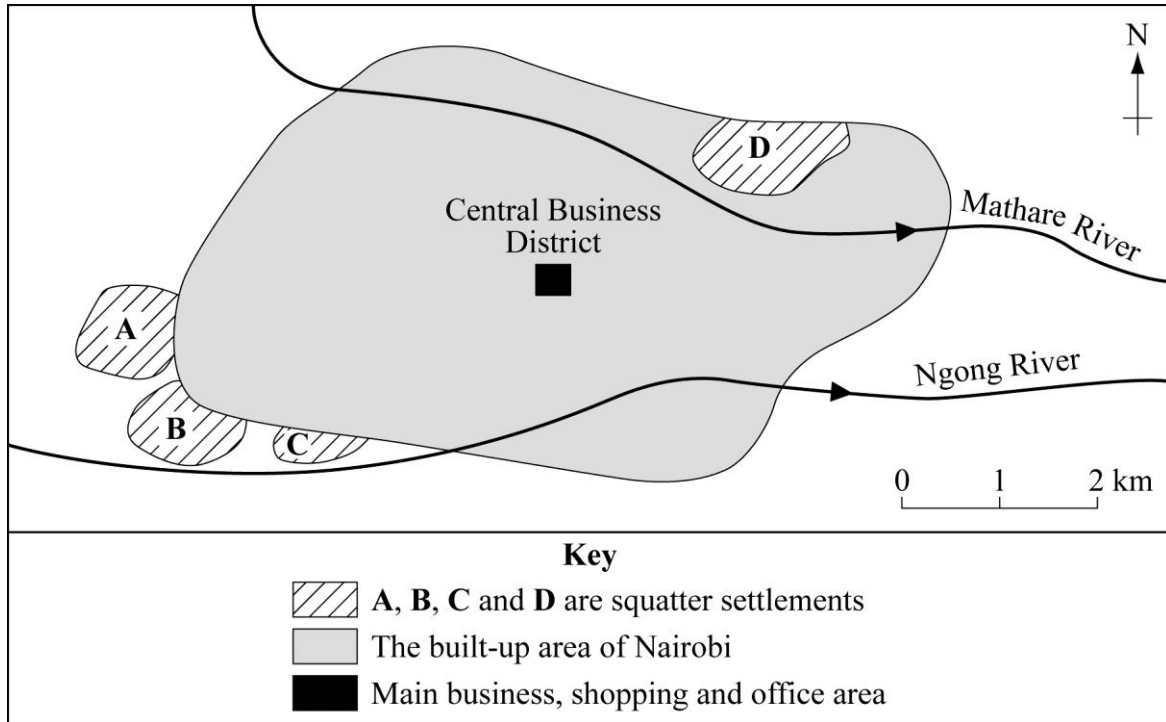 N
D
Central Business
District
Mathare River
A
Ngong River
B
C
0 1 2 km
Key
A, B, C and D are squatter settlements
The built-up area of Nairobi
Main business, shopping and office area